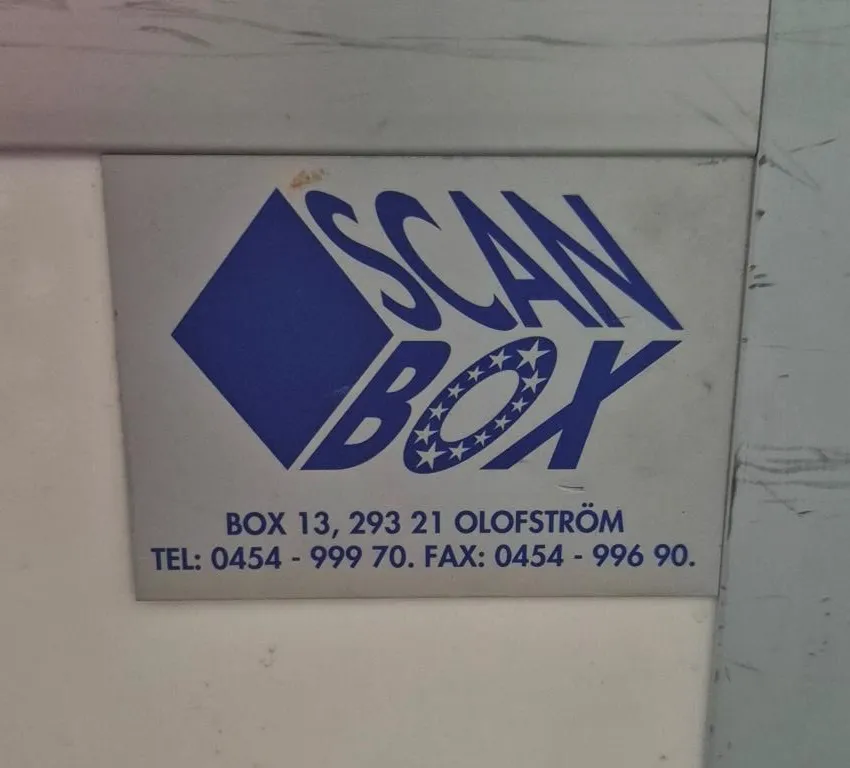 SCAN
BOX
BOX 13, 293 21 OLOFSTRÖM
TEL: 0454 - 999 70. FAX: 0454 - 996 90.